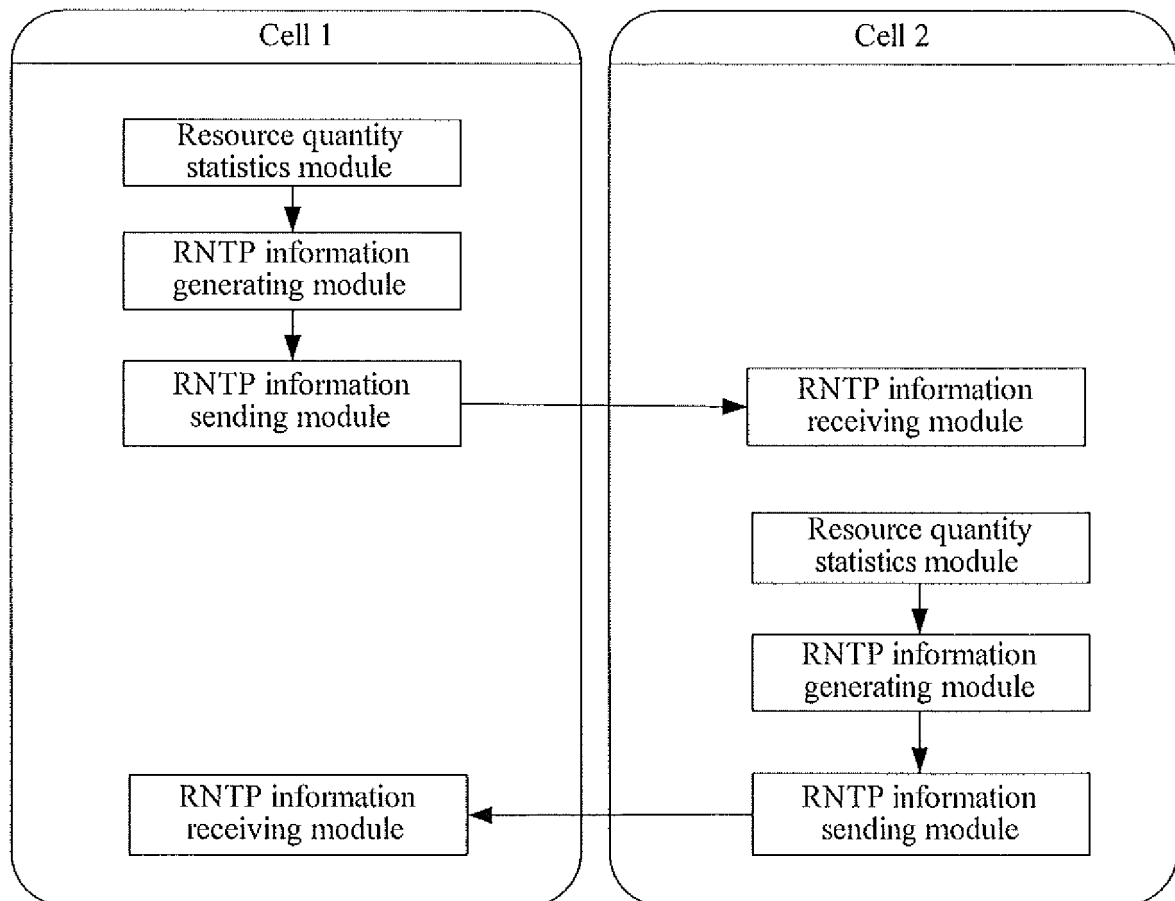 Cell 1
Resource quantity
statistics module
RNTP information
generating module
RNTP information
sending module
RNTP information
receiving module
Cell 2
RNTP information
receiving module
Resource quantity
statistics module
RNTP information
generating module
RNTP information
sending module